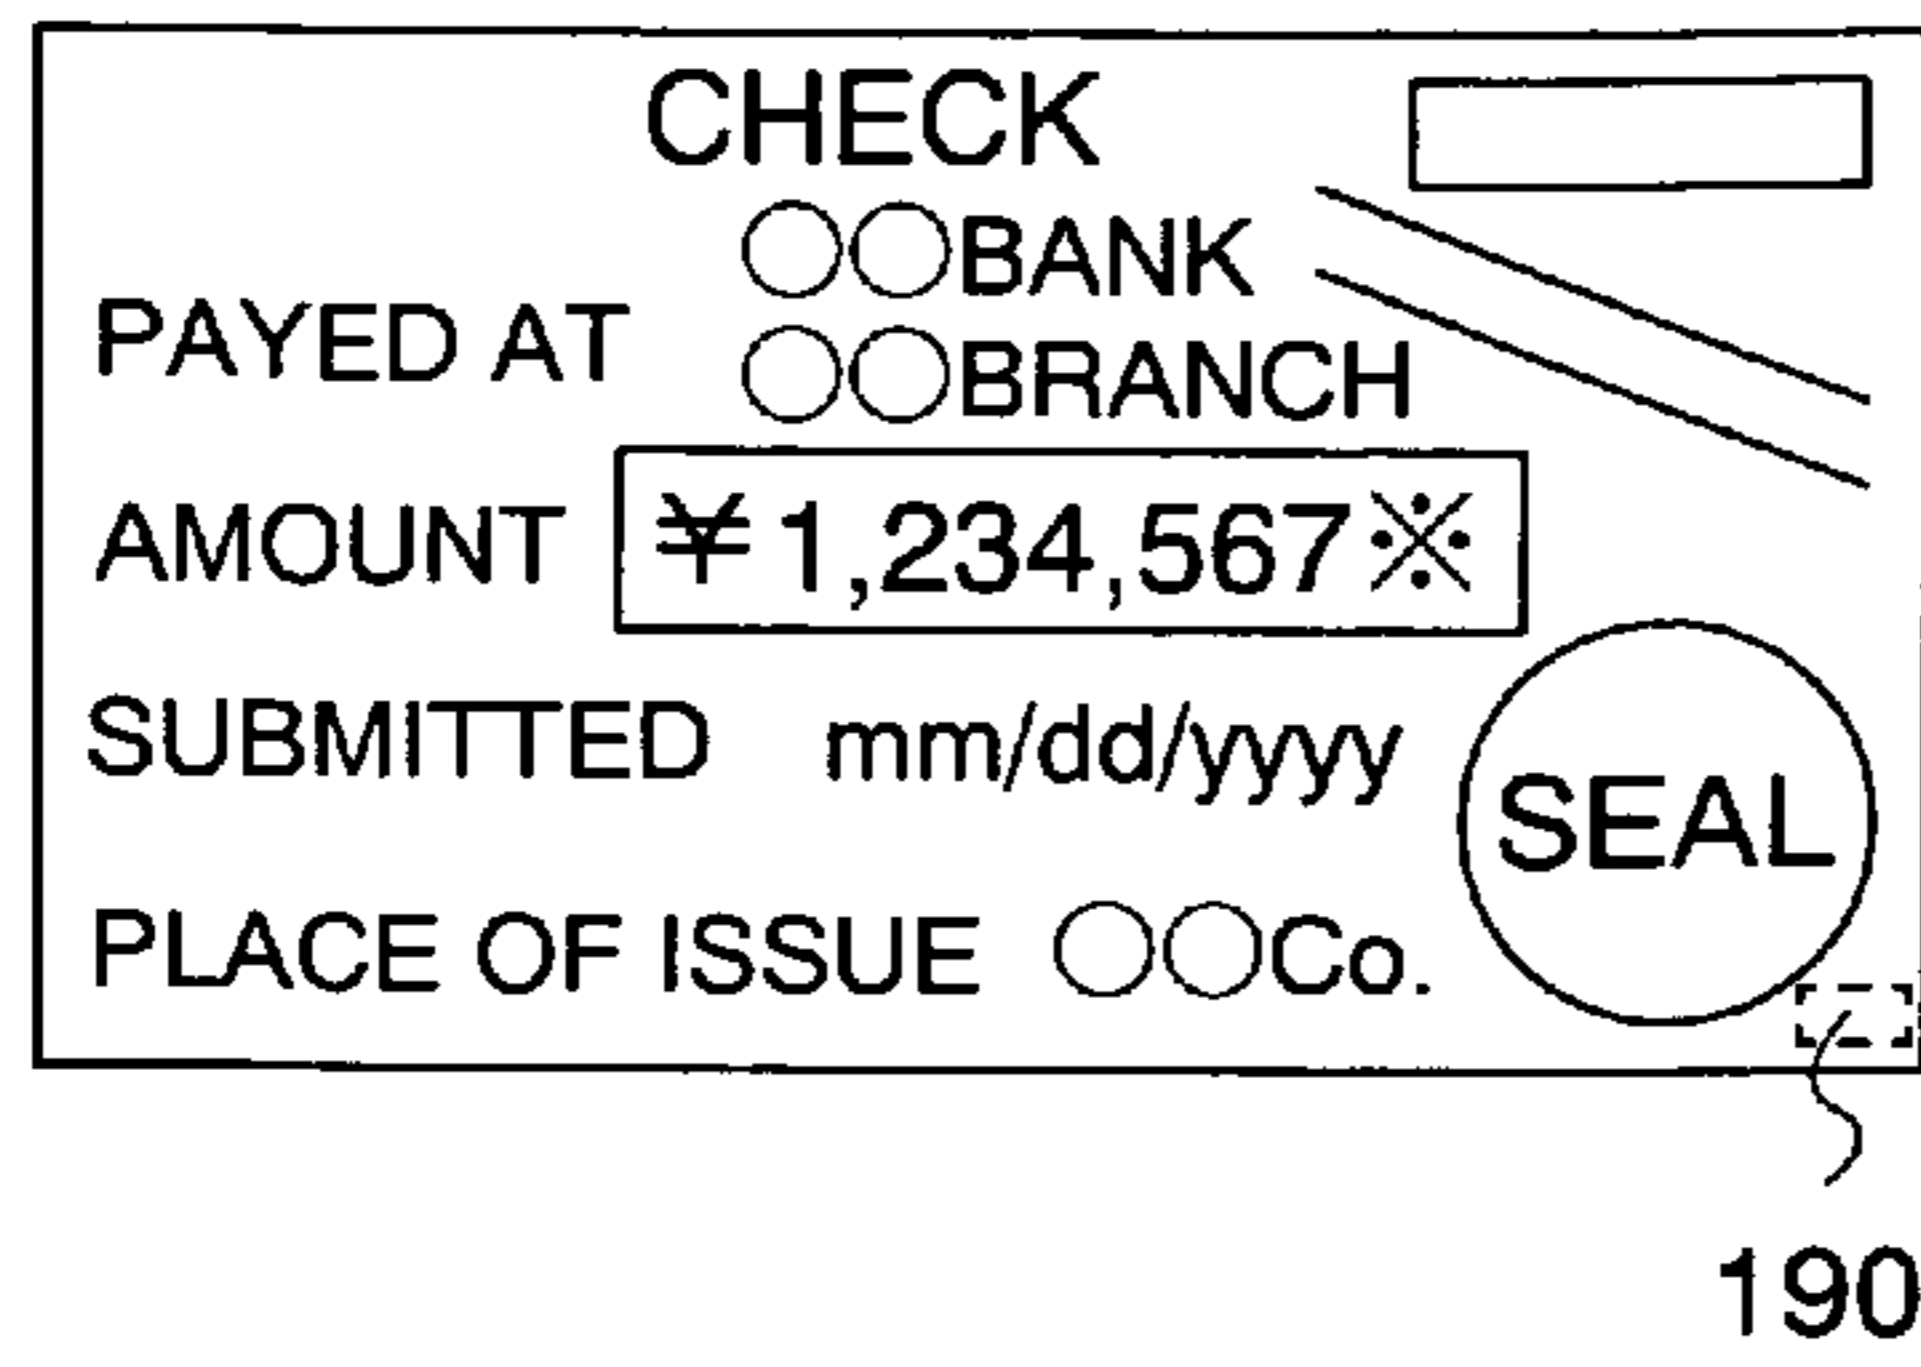 CHECK
○○BANK
PAYED AT
○○BRANCH
AMOUNT ¥1,234,567※
SUBMITTED mm/dd/yyyy
SEAL
PLACE OF ISSUE ○○Co.
190